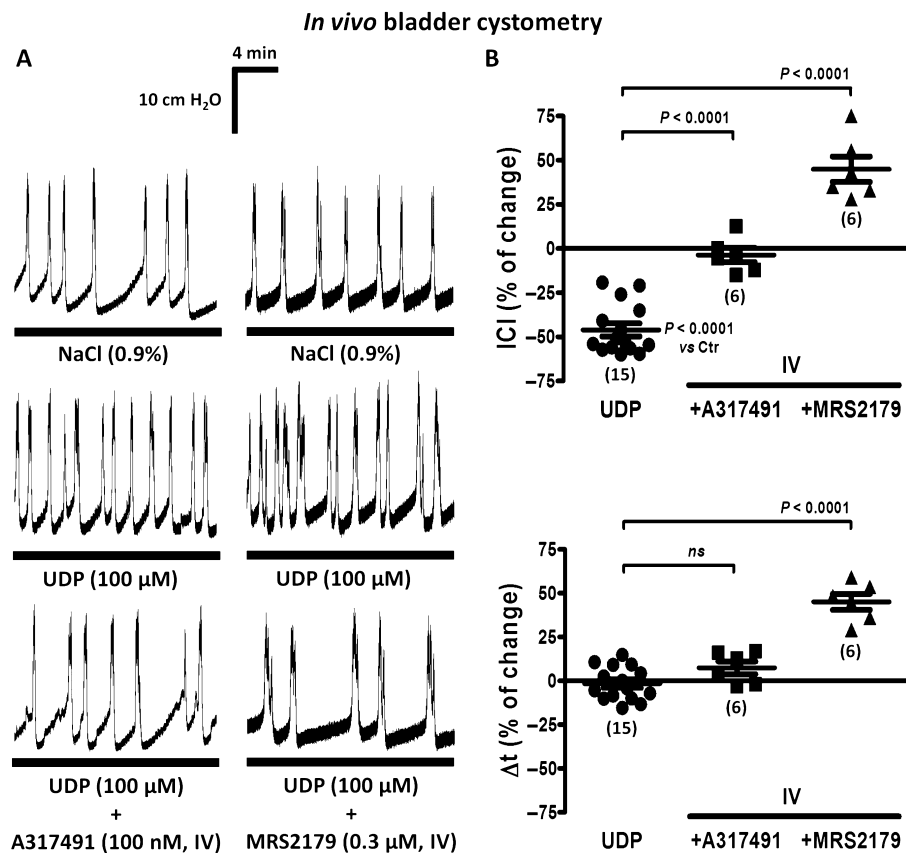 In vivo bladder cystometry
A
4 min
10 cm H₂O
NaCl (0.9%)
NaCl (0.9%)
UDP (100 µM)
UDP (100 µM)
UDP (100 µM)
+
A317491 (100 nM, IV)
UDP (100 µM)
+
MRS2179 (0.3 µM, IV)
B
P < 0.0001
P < 0.0001
ICI (% of change)
75
50
25
0
−25
−50
−75
(15)
(6)
(6)
P < 0.0001
vs Ctr
IV
UDP
+A317491
+MRS2179
P < 0.0001
ns
Δt (% of change)
75
50
25
0
−25
−50
−75
(15)
(6)
(6)
IV
UDP
+A317491
+MRS2179